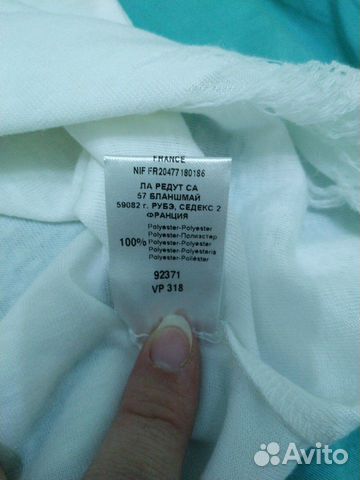 FRANCE
NIF FR20477180186
ЛА РЕДУТ СА
57 БЛАНШМАЙ
59082 г. РУБЭ, СЕДЕКС 2
ФРАНЦИЯ
Polyester-Polyester
Polyester-Полиэстер
100% Polyester-Polyester
Polyester-Polyesteris
Polyester-Poliéster
92371
VP 318
Avito